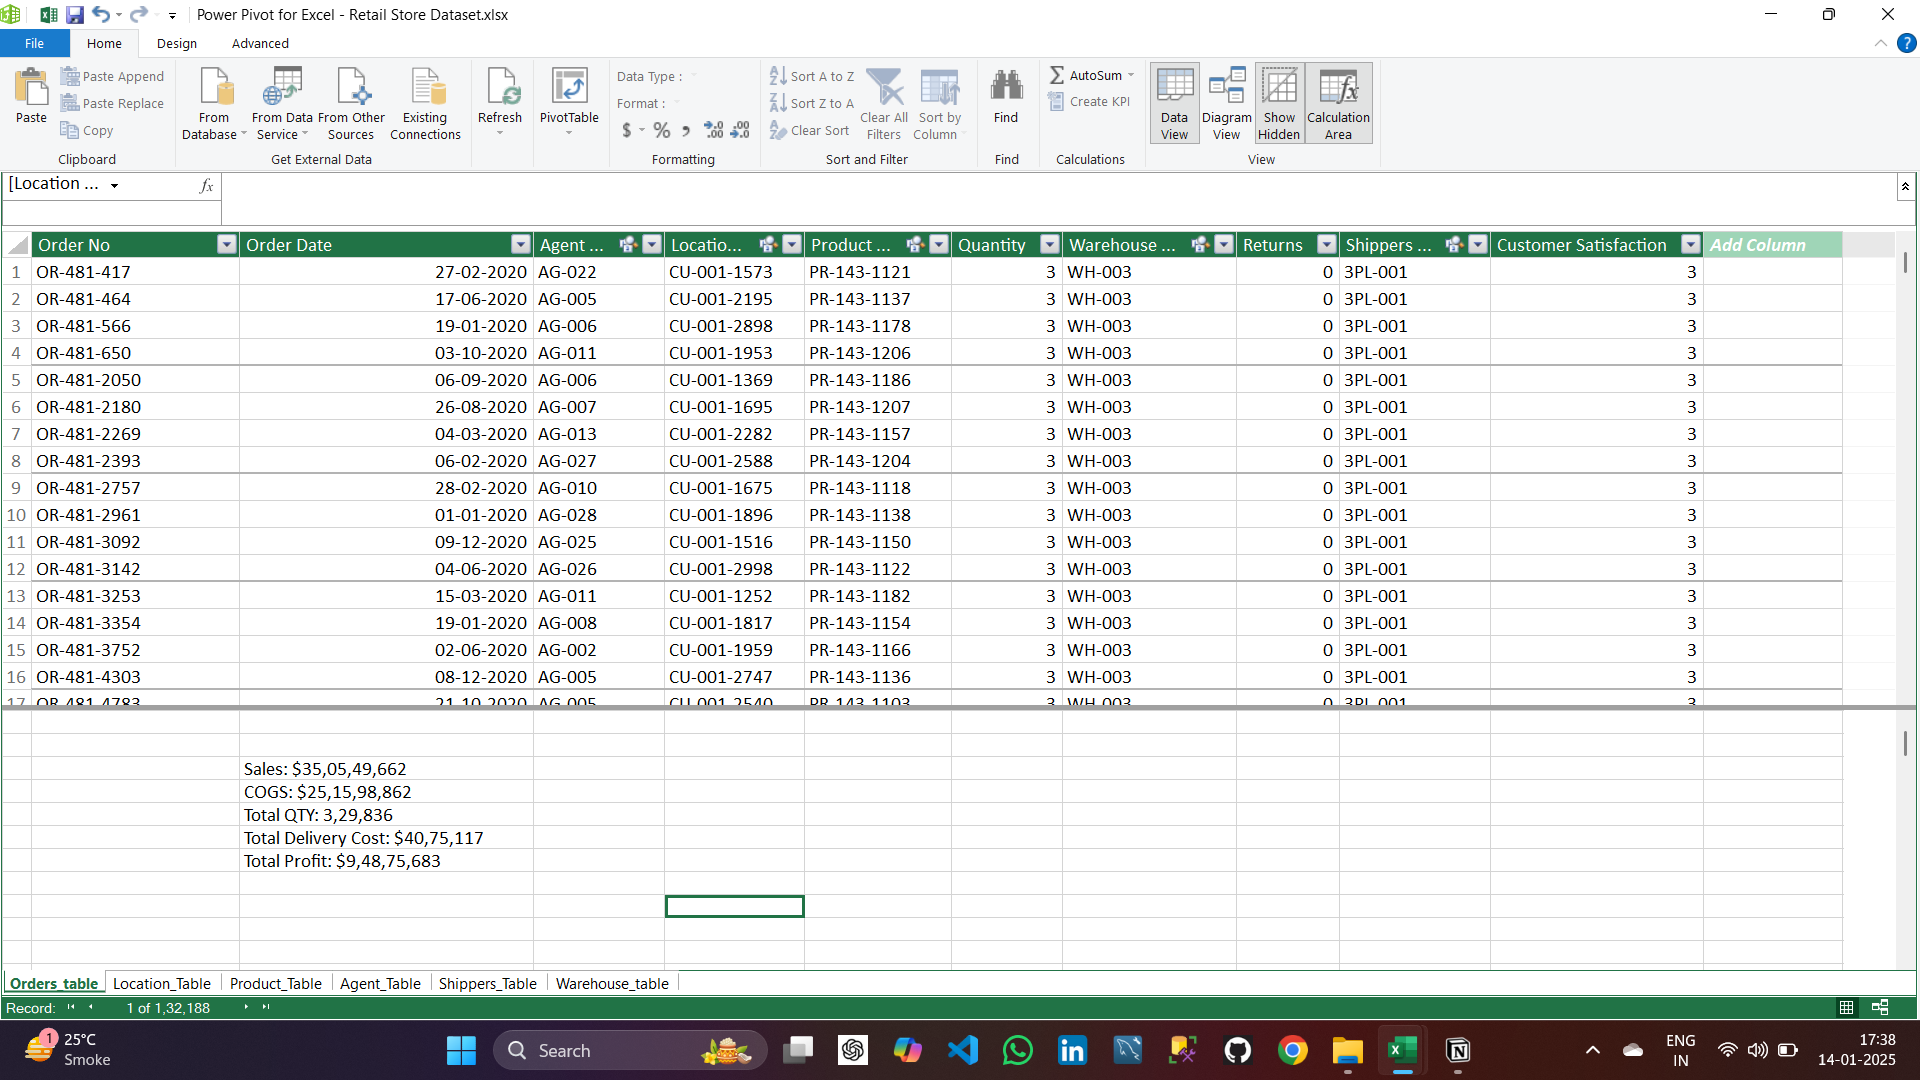 Power Pivot for Excel - Retail Store Dataset.xlsx
File Home Design Advanced
Paste
Paste Append
Paste Replace
Copy
Clipboard
From Database
From Data Service
From Other Sources
Existing Connections
Get External Data
Refresh
PivotTable
Data Type :
Format :
$ % ,
Formatting
Sort A to Z
Sort Z to A
Clear Sort
Clear All Filters
Sort by Column
Sort and Filter
Find
Find
AutoSum
Create KPI
Calculations
Data View
Diagram View
Show Hidden
Calculation Area
View
[Location ... fx
Order No Order Date Agent ... Locatio... Product ... Quantity Warehouse ... Returns Shippers ... Customer Satisfaction Add Column
1 OR-481-417 27-02-2020 AG-022 CU-001-1573 PR-143-1121 3 WH-003 0 3PL-001 3
2 OR-481-464 17-06-2020 AG-005 CU-001-2195 PR-143-1137 3 WH-003 0 3PL-001 3
3 OR-481-566 19-01-2020 AG-006 CU-001-2898 PR-143-1178 3 WH-003 0 3PL-001 3
4 OR-481-650 03-10-2020 AG-011 CU-001-1953 PR-143-1206 3 WH-003 0 3PL-001 3
5 OR-481-2050 06-09-2020 AG-006 CU-001-1369 PR-143-1186 3 WH-003 0 3PL-001 3
6 OR-481-2180 26-08-2020 AG-007 CU-001-1695 PR-143-1207 3 WH-003 0 3PL-001 3
7 OR-481-2269 04-03-2020 AG-013 CU-001-2282 PR-143-1157 3 WH-003 0 3PL-001 3
8 OR-481-2393 06-02-2020 AG-027 CU-001-2588 PR-143-1204 3 WH-003 0 3PL-001 3
9 OR-481-2757 28-02-2020 AG-010 CU-001-1675 PR-143-1118 3 WH-003 0 3PL-001 3
10 OR-481-2961 01-01-2020 AG-028 CU-001-1896 PR-143-1138 3 WH-003 0 3PL-001 3
11 OR-481-3092 09-12-2020 AG-025 CU-001-1516 PR-143-1150 3 WH-003 0 3PL-001 3
12 OR-481-3142 04-06-2020 AG-026 CU-001-2998 PR-143-1122 3 WH-003 0 3PL-001 3
13 OR-481-3253 15-03-2020 AG-011 CU-001-1252 PR-143-1182 3 WH-003 0 3PL-001 3
14 OR-481-3354 19-01-2020 AG-008 CU-001-1817 PR-143-1154 3 WH-003 0 3PL-001 3
15 OR-481-3752 02-06-2020 AG-002 CU-001-1959 PR-143-1166 3 WH-003 0 3PL-001 3
16 OR-481-4303 08-12-2020 AG-005 CU-001-2747 PR-143-1136 3 WH-003 0 3PL-001 3
17 OR-481-4783 21-10-2020 AG-005 CU-001-2540 PR-143-1103 3 WH-003 0 3PL-001 3
Sales: $35,05,49,662
COGS: $25,15,98,862
Total QTY: 3,29,836
Total Delivery Cost: $40,75,117
Total Profit: $9,48,75,683
Orders_table Location_Table Product_Table Agent_Table Shippers_Table Warehouse_table
Record: 1 of 1,32,188
1
25°C
Smoke
Search
ENG
IN
17:38
14-01-2025